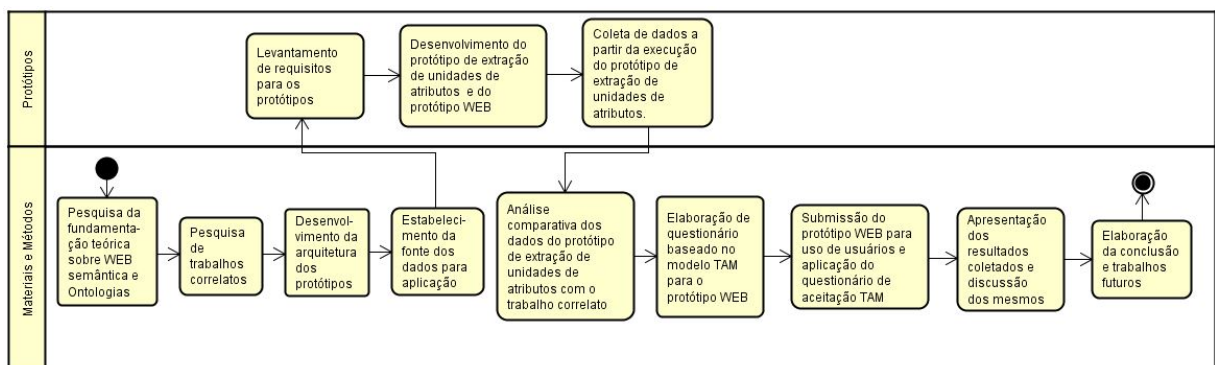 Protótipos
Levantamento
de requisitos
para os
protótipos
Desenvolvimento do
protótipo de extração
de unidades de
atributos e do
protótipo WEB
Coleta de dados a
partir da execução
do protótipo de
extração de
unidades de
atributos.
Materiais e Métodos
Pesquisa da
fundamenta-
ção teórica
sobre WEB
semântica e
Ontologias
Pesquisa
de
trabalhos
correlatos
Desenvol-
vimento da
arquitetura
dos
protótipos
Estabeleci-
mento da
fonte dos
dados para
aplicação
Análise
comparativa dos
dados do protótipo
de extração de
unidades de
atributos com o
trabalho correlato
Elaboração de
questionário
baseado no
modelo TAM
para o
protótipo WEB
Submissão do
protótipo WEB para
uso de usuários e
aplicação do
questionário de
aceitação TAM
Apresentação
dos
resultados
coletados e
discussão
dos mesmos
Elaboração
da conclusão
e trabalhos
futuros